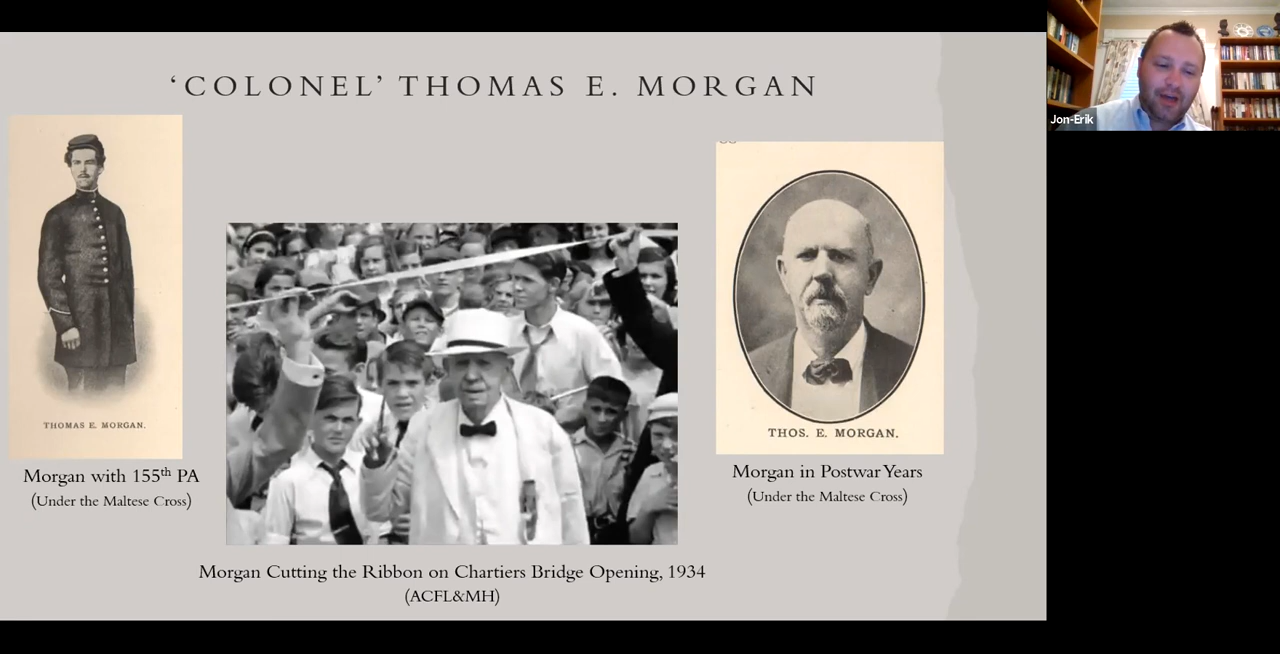 ‘COLONEL’ THOMAS E. MORGAN
Jon-Erik
THOMAS E. MORGAN.
Morgan with 155th PA
(Under the Maltese Cross)
THOS. E. MORGAN.
Morgan in Postwar Years
(Under the Maltese Cross)
Morgan Cutting the Ribbon on Chartiers Bridge Opening, 1934
(ACFL&MH)